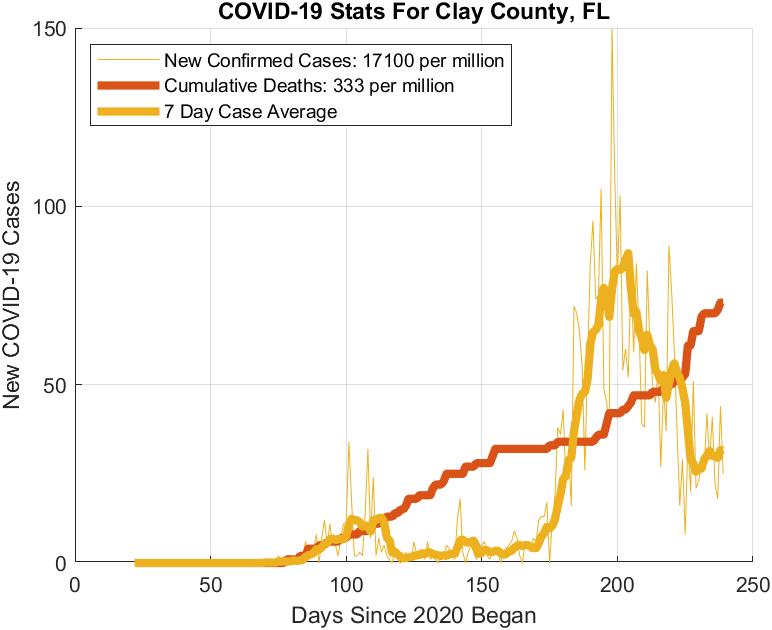 COVID-19 Stats For Clay County, FL
150
New Confirmed Cases: 17100 per million
Cumulative Deaths: 333 per million
7 Day Case Average
100
50
0
New COVID-19 Cases
0 50 100 150 200 250
Days Since 2020 Began